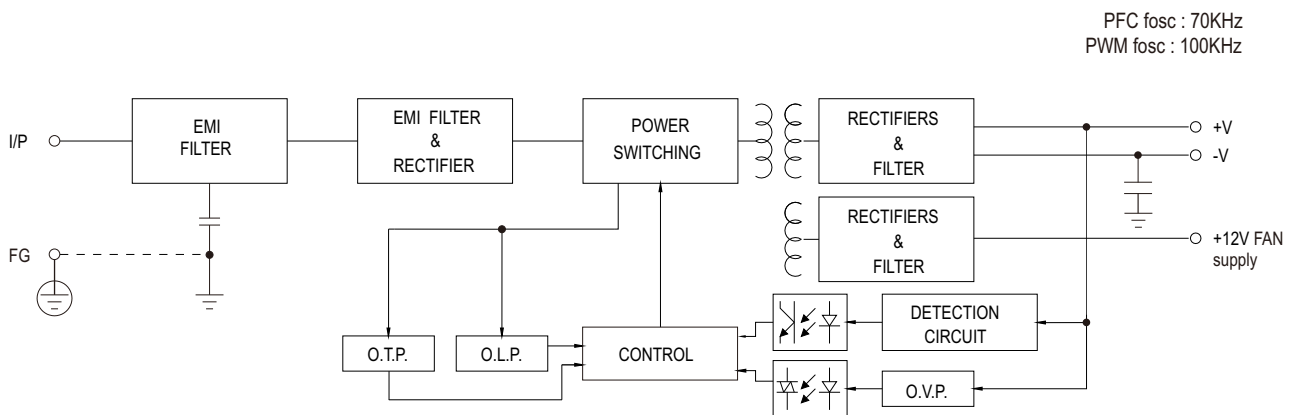 PFC fosc : 70KHz
PWM fosc : 100KHz
I/P
EMI
FILTER
EMI FILTER
&
RECTIFIER
POWER
SWITCHING
RECTIFIERS
&
FILTER
+V
-V
FG
RECTIFIERS
&
FILTER
+12V FAN
supply
O.T.P.
O.L.P.
CONTROL
DETECTION
CIRCUIT
O.V.P.